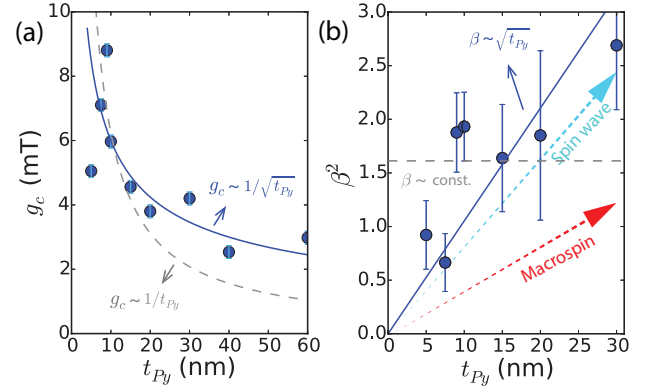 (a)
10
8
6
4
2
0
g_c (mT)
g_c ~ 1/√t_Py
g_c ~ 1/t_Py
0 10 20 30 40 50 60
t_Py (nm)
(b)
3.0
2.5
2.0
1.5
1.0
0.5
0.0
β²
β ~ √t_Py
Spin wave
β ~ const.
Macrospin
0 5 10 15 20 25 30
t_Py (nm)